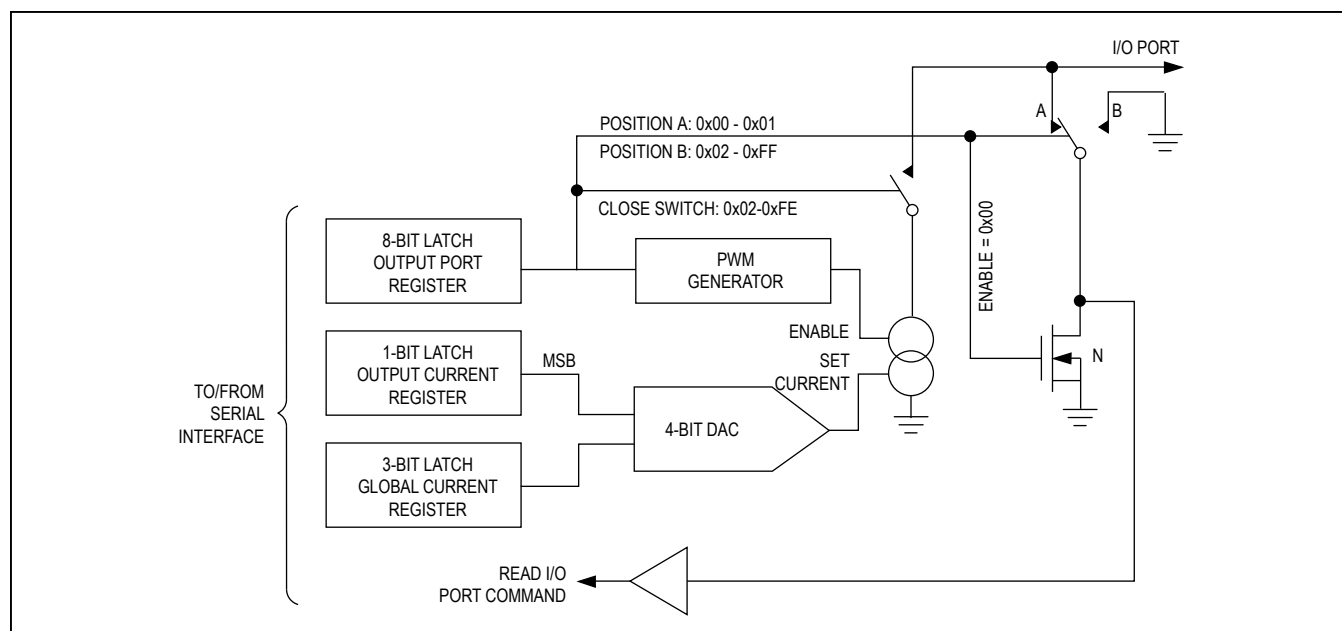 I/O PORT
A
B
POSITION A: 0x00 - 0x01
POSITION B: 0x02 - 0xFF
CLOSE SWITCH: 0x02-0xFE
ENABLE = 0x00
8-BIT LATCH
OUTPUT PORT
REGISTER
PWM
GENERATOR
ENABLE
SET
CURRENT
N
1-BIT LATCH
OUTPUT CURRENT
REGISTER
MSB
4-BIT DAC
TO/FROM
SERIAL
INTERFACE
3-BIT LATCH
GLOBAL CURRENT
REGISTER
READ I/O
PORT COMMAND